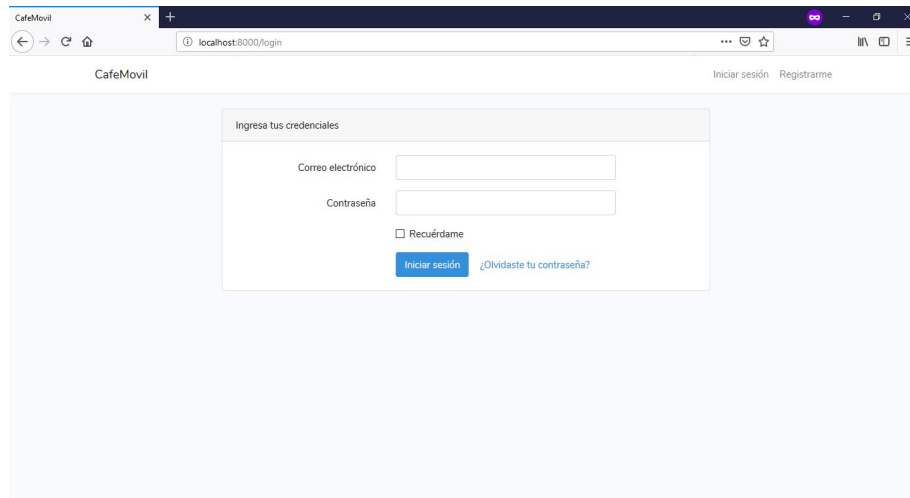 CafeMovil
localhost:8000/login
CafeMovil
Iniciar sesión Registrarme
Ingresa tus credenciales
Correo electrónico
Contraseña
Recuérdame
Iniciar sesión ¿Olvidaste tu contraseña?